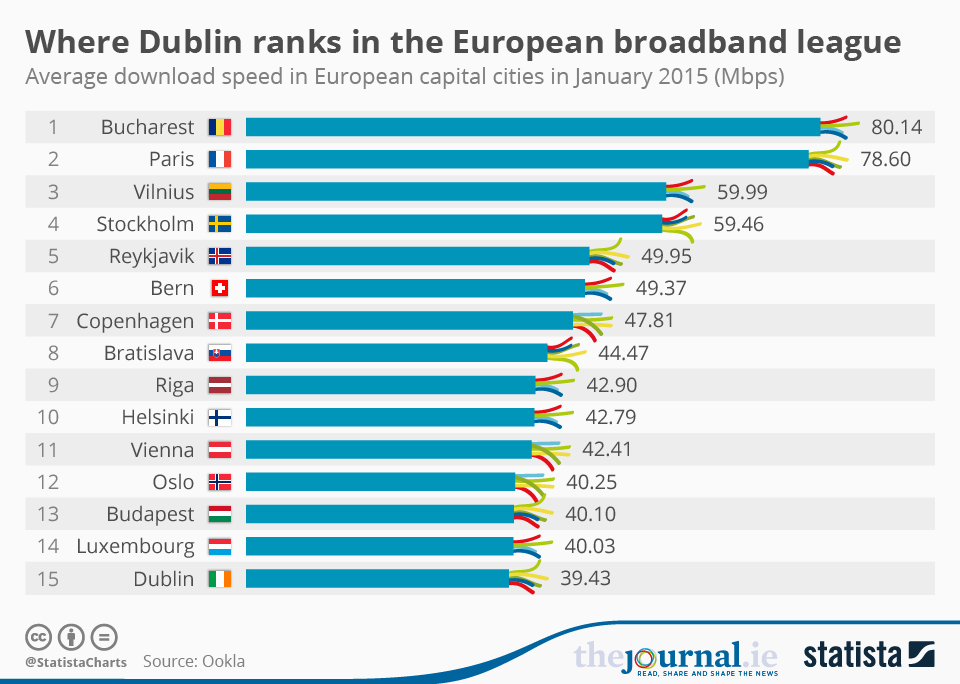 Where Dublin ranks in the European broadband league
Average download speed in European capital cities in January 2015 (Mbps)
1 Bucharest 80.14
2 Paris 78.60
3 Vilnius 59.99
4 Stockholm 59.46
5 Reykjavik 49.95
6 Bern 49.37
7 Copenhagen 47.81
8 Bratislava 44.47
9 Riga 42.90
10 Helsinki 42.79
11 Vienna 42.41
12 Oslo 40.25
13 Budapest 40.10
14 Luxembourg 40.03
15 Dublin 39.43
cc
@StatistaCharts Source: Ookla
thejournal.ie
READ, SHARE AND SHAPE THE NEWS
statista